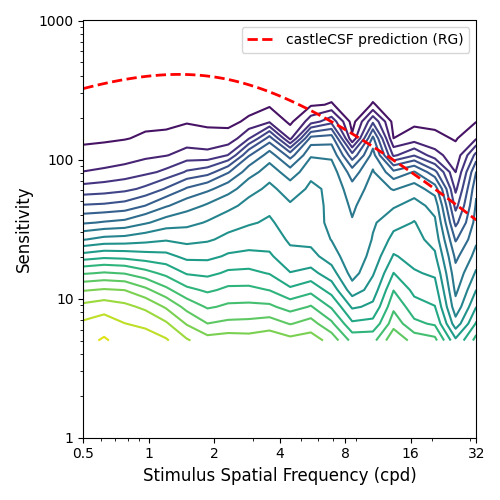 1000
castleCSF prediction (RG)
100
Sensitivity
10
1
0.5 1 2 4 8 16 32
Stimulus Spatial Frequency (cpd)